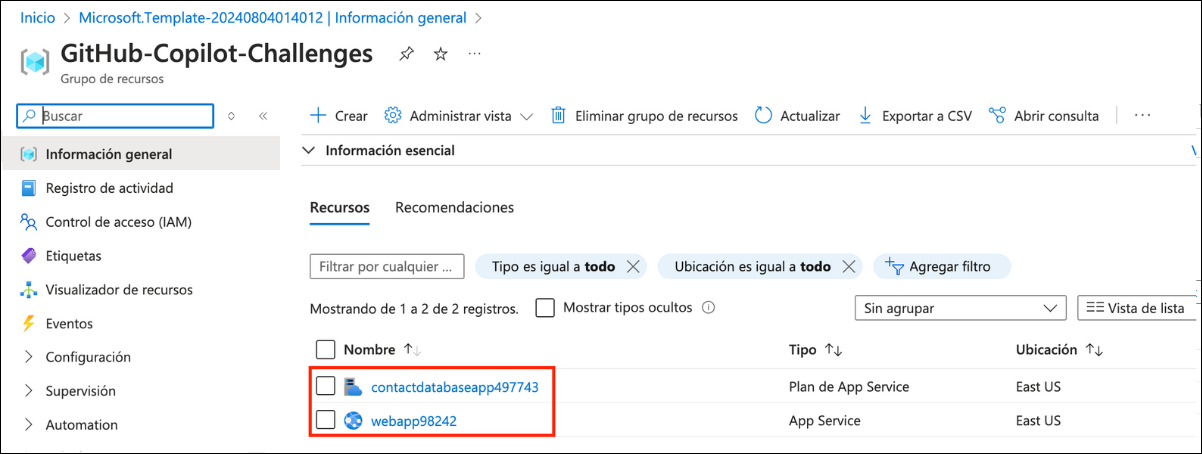 Inicio > Microsoft.Template-20240804014012 | Información general >
GitHub-Copilot-Challenges
Grupo de recursos
Buscar
Información general
Registro de actividad
Control de acceso (IAM)
Etiquetas
Visualizador de recursos
Eventos
Configuración
Supervisión
Automation
Crear Administrar vista Eliminar grupo de recursos Actualizar Exportar a CSV Abrir consulta
Información esencial
Recursos Recomendaciones
Filtrar por cualquier ... Tipo es igual a todo Ubicación es igual a todo Agregar filtro
Mostrando de 1 a 2 de 2 registros. Mostrar tipos ocultos Sin agrupar Vista de lista
Nombre Tipo Ubicación
contactdatabaseapp497743 Plan de App Service East US
webapp98242 App Service East US